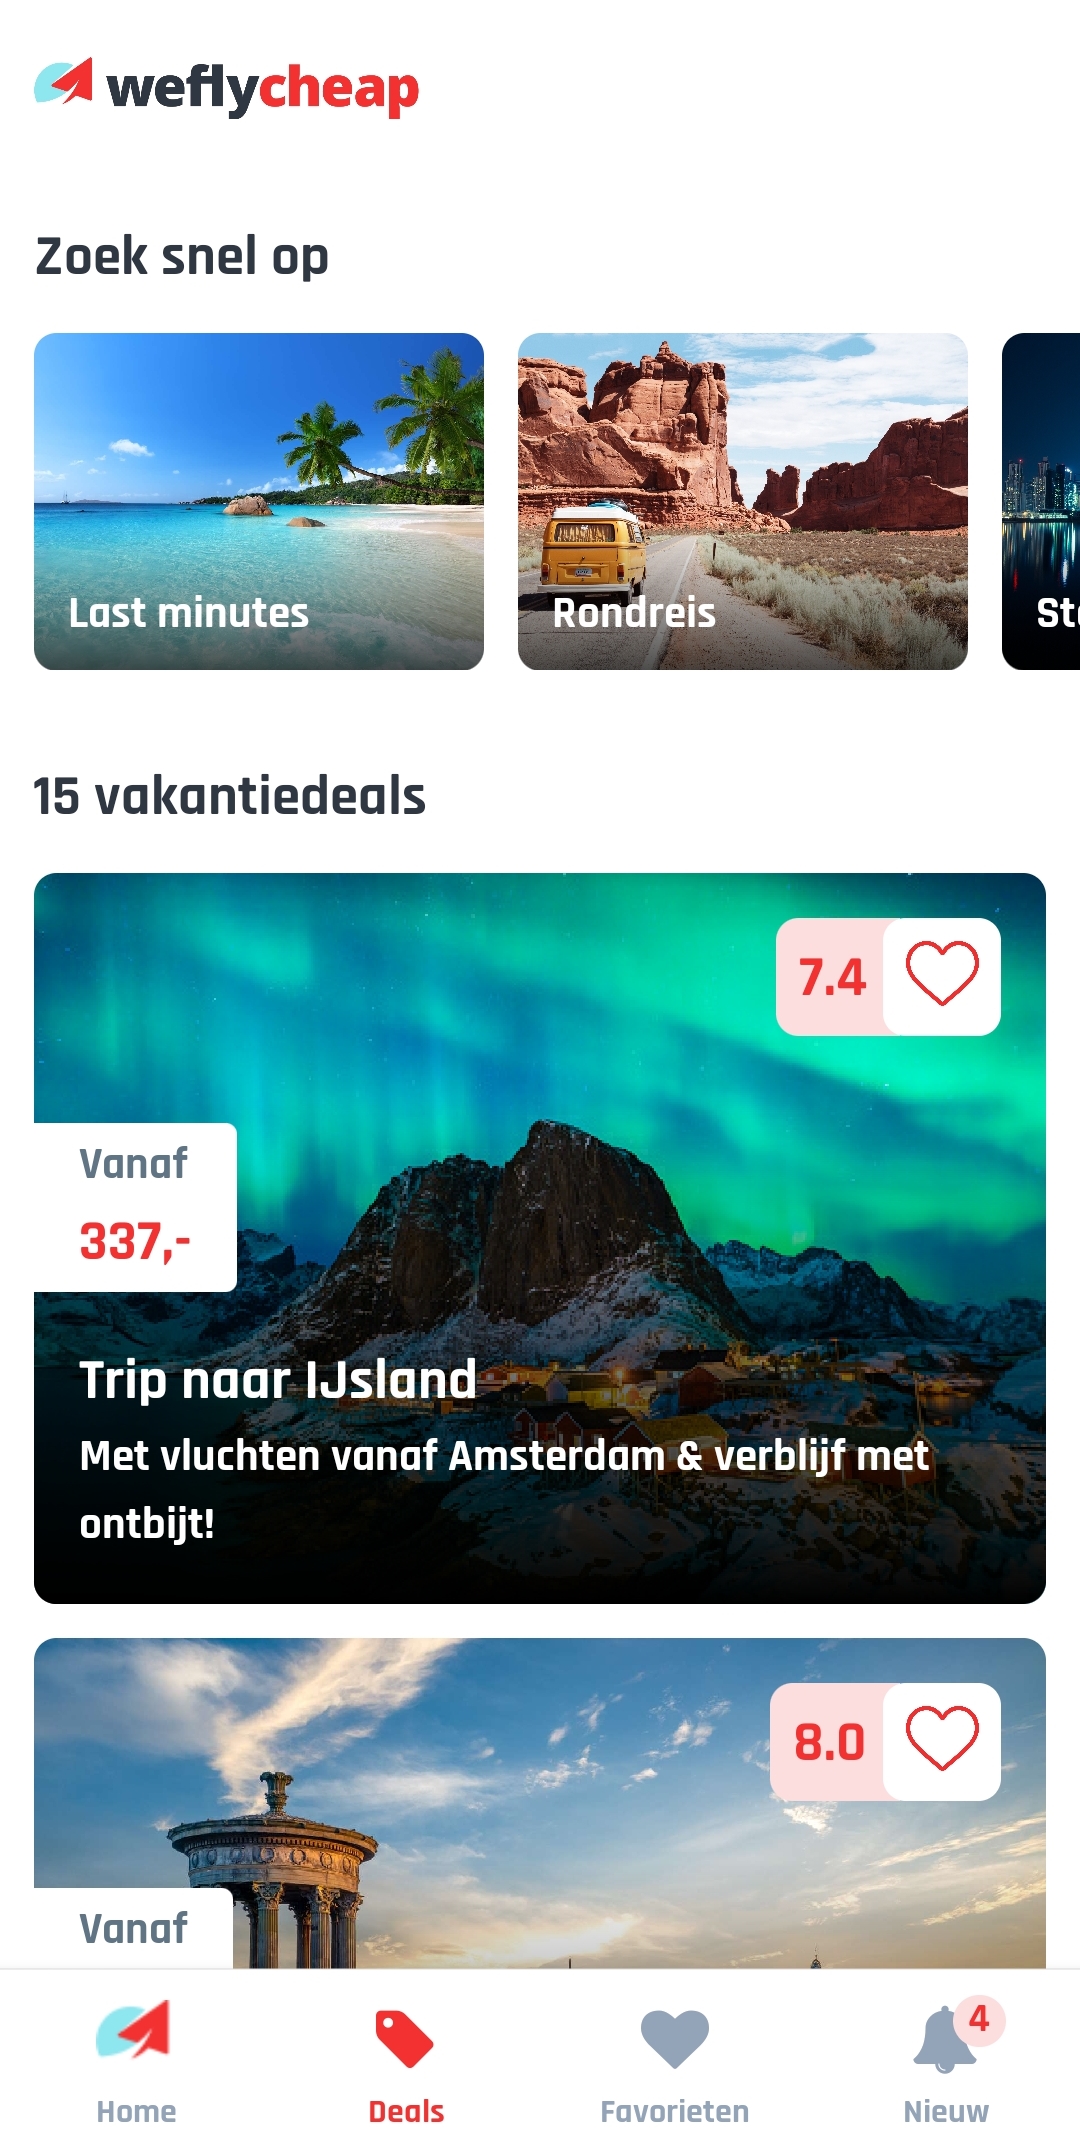 weflycheap
Zoek snel op
Last minutes
Rondreis
15 vakantiedeals
7.4
Vanaf
337,-
Trip naar IJsland
Met vluchten vanaf Amsterdam & verblijf met
ontbijt!
8.0
Vanaf
4
Home
Deals
Favorieten
Nieuw